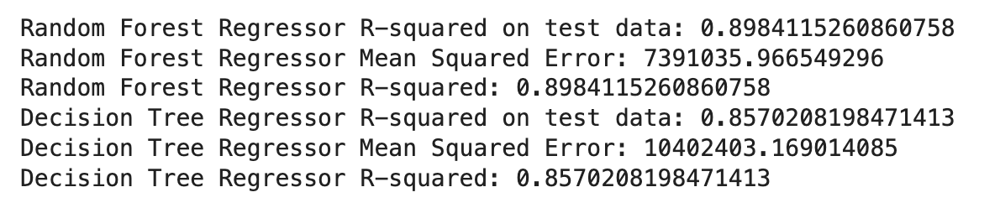 Random Forest Regressor R-squared on test data: 0.8984115260860758
Random Forest Regressor Mean Squared Error: 7391035.966549296
Random Forest Regressor R-squared: 0.8984115260860758
Decision Tree Regressor R-squared on test data: 0.8570208198471413
Decision Tree Regressor Mean Squared Error: 10402403.169014085
Decision Tree Regressor R-squared: 0.8570208198471413